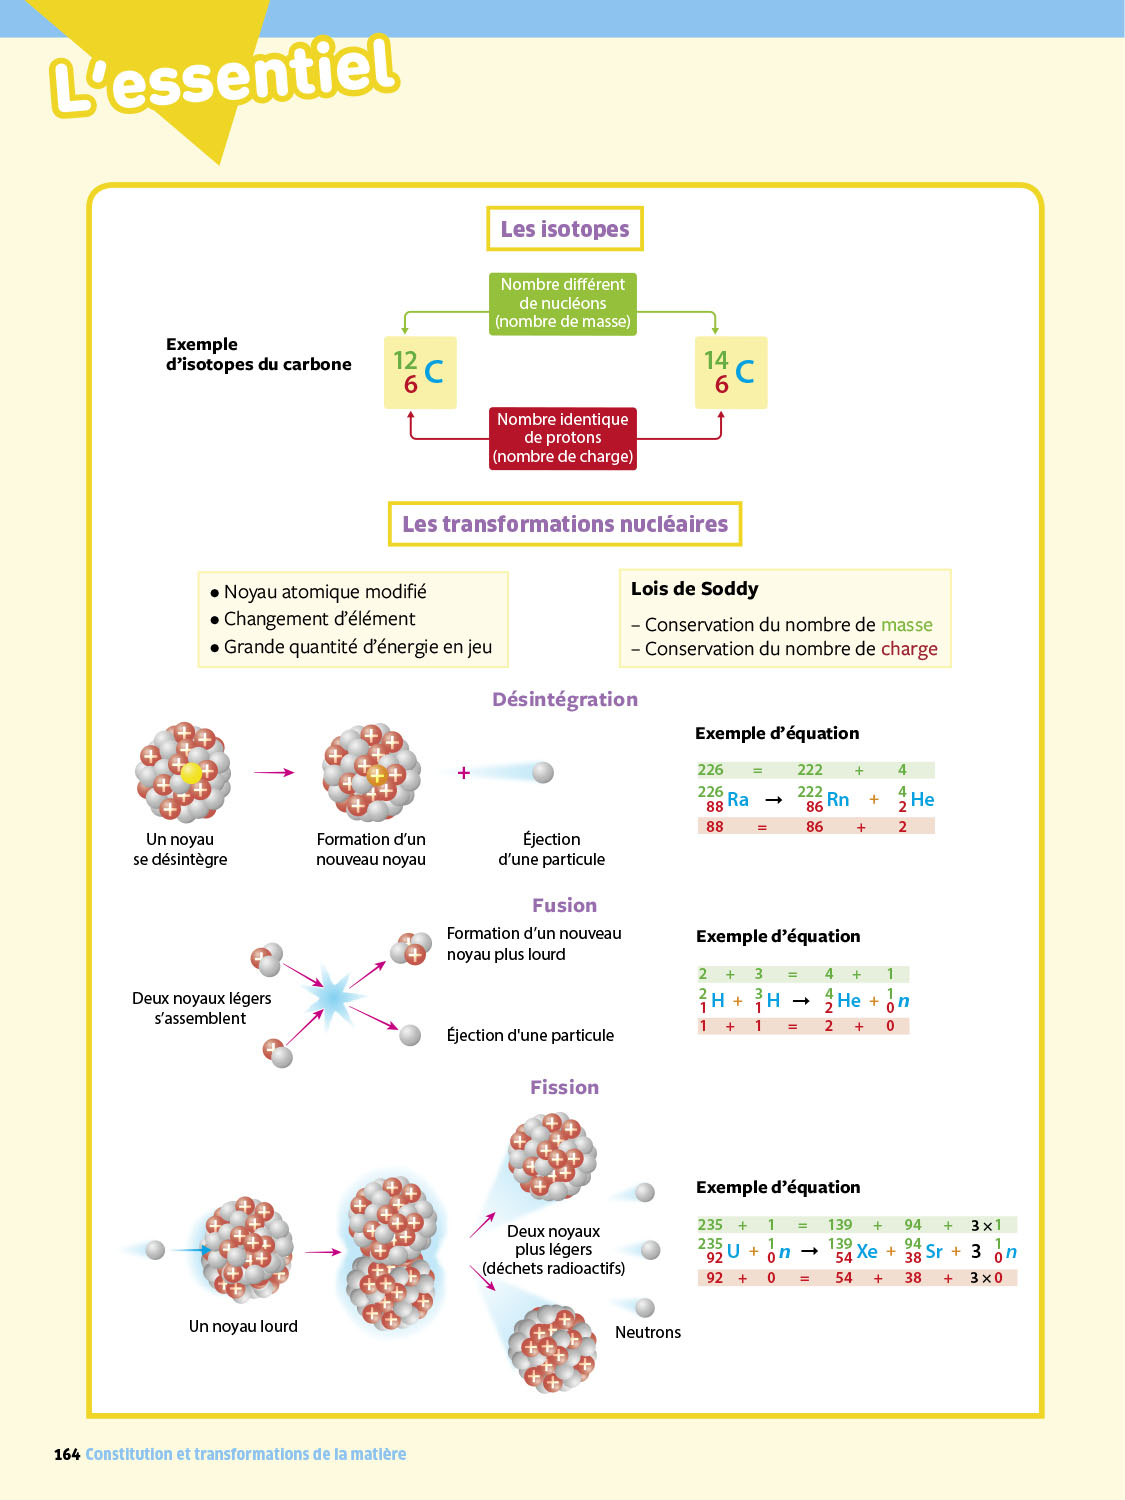 L'essentiel
Les isotopes
Nombre différent
de nucléons
(nombre de masse)
Exemple
d'isotopes du carbone
12
6 C
14
6 C
Nombre identique
de protons
(nombre de charge)
Les transformations nucléaires
● Noyau atomique modifié
● Changement d'élément
● Grande quantité d'énergie en jeu
Lois de Soddy
– Conservation du nombre de masse
– Conservation du nombre de charge
Désintégration
+
Un noyau
se désintègre
Formation d'un
nouveau noyau
Éjection
d'une particule
Exemple d'équation
226 = 222 + 4
226 222 4
88 Ra → 86 Rn + 2 He
88 = 86 + 2
Fusion
Deux noyaux légers
s'assemblent
Formation d'un nouveau
noyau plus lourd
Éjection d'une particule
Exemple d'équation
2 + 3 = 4 + 1
2 3 4 1
1 H + 1 H → 2 He + 0 n
1 + 1 = 2 + 0
Fission
Un noyau lourd
Deux noyaux
plus légers
(déchets radioactifs)
Neutrons
Exemple d'équation
235 + 1 = 139 + 94 + 3 × 1
235 1 139 94 1
92 U + 0 n → 54 Xe + 38 Sr + 3 0 n
92 + 0 = 54 + 38 + 3 × 0
164 Constitution et transformations de la matière